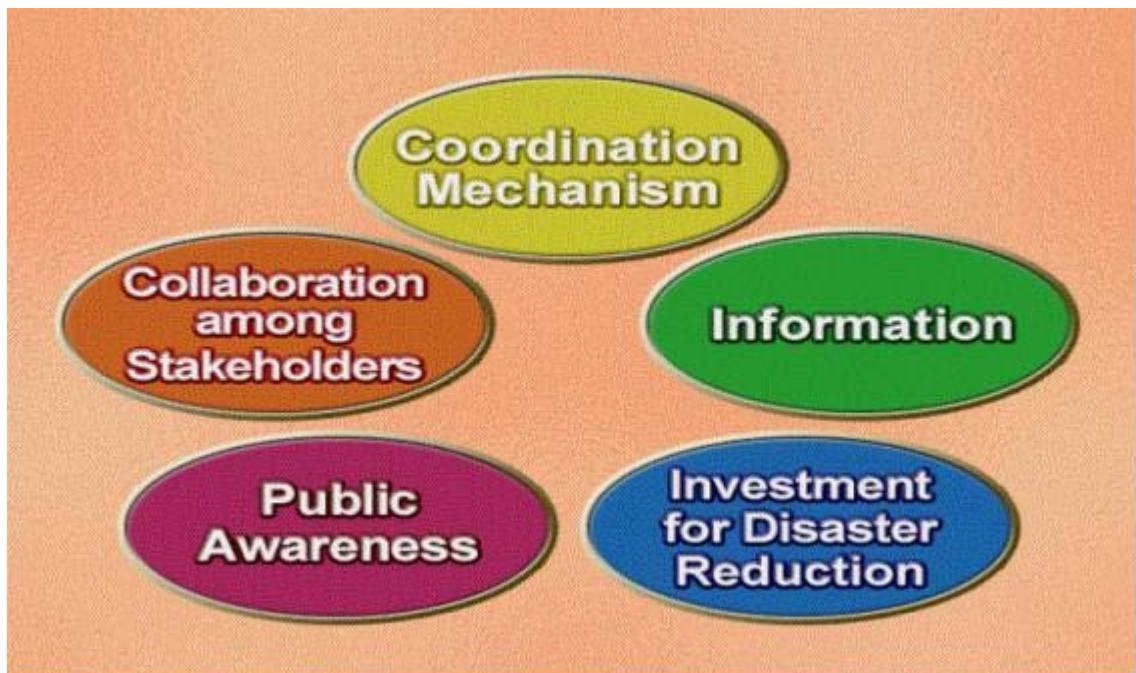 Coordination
Mechanism
Collaboration
among
Stakeholders
Information
Public
Awareness
Investment
for Disaster
Reduction